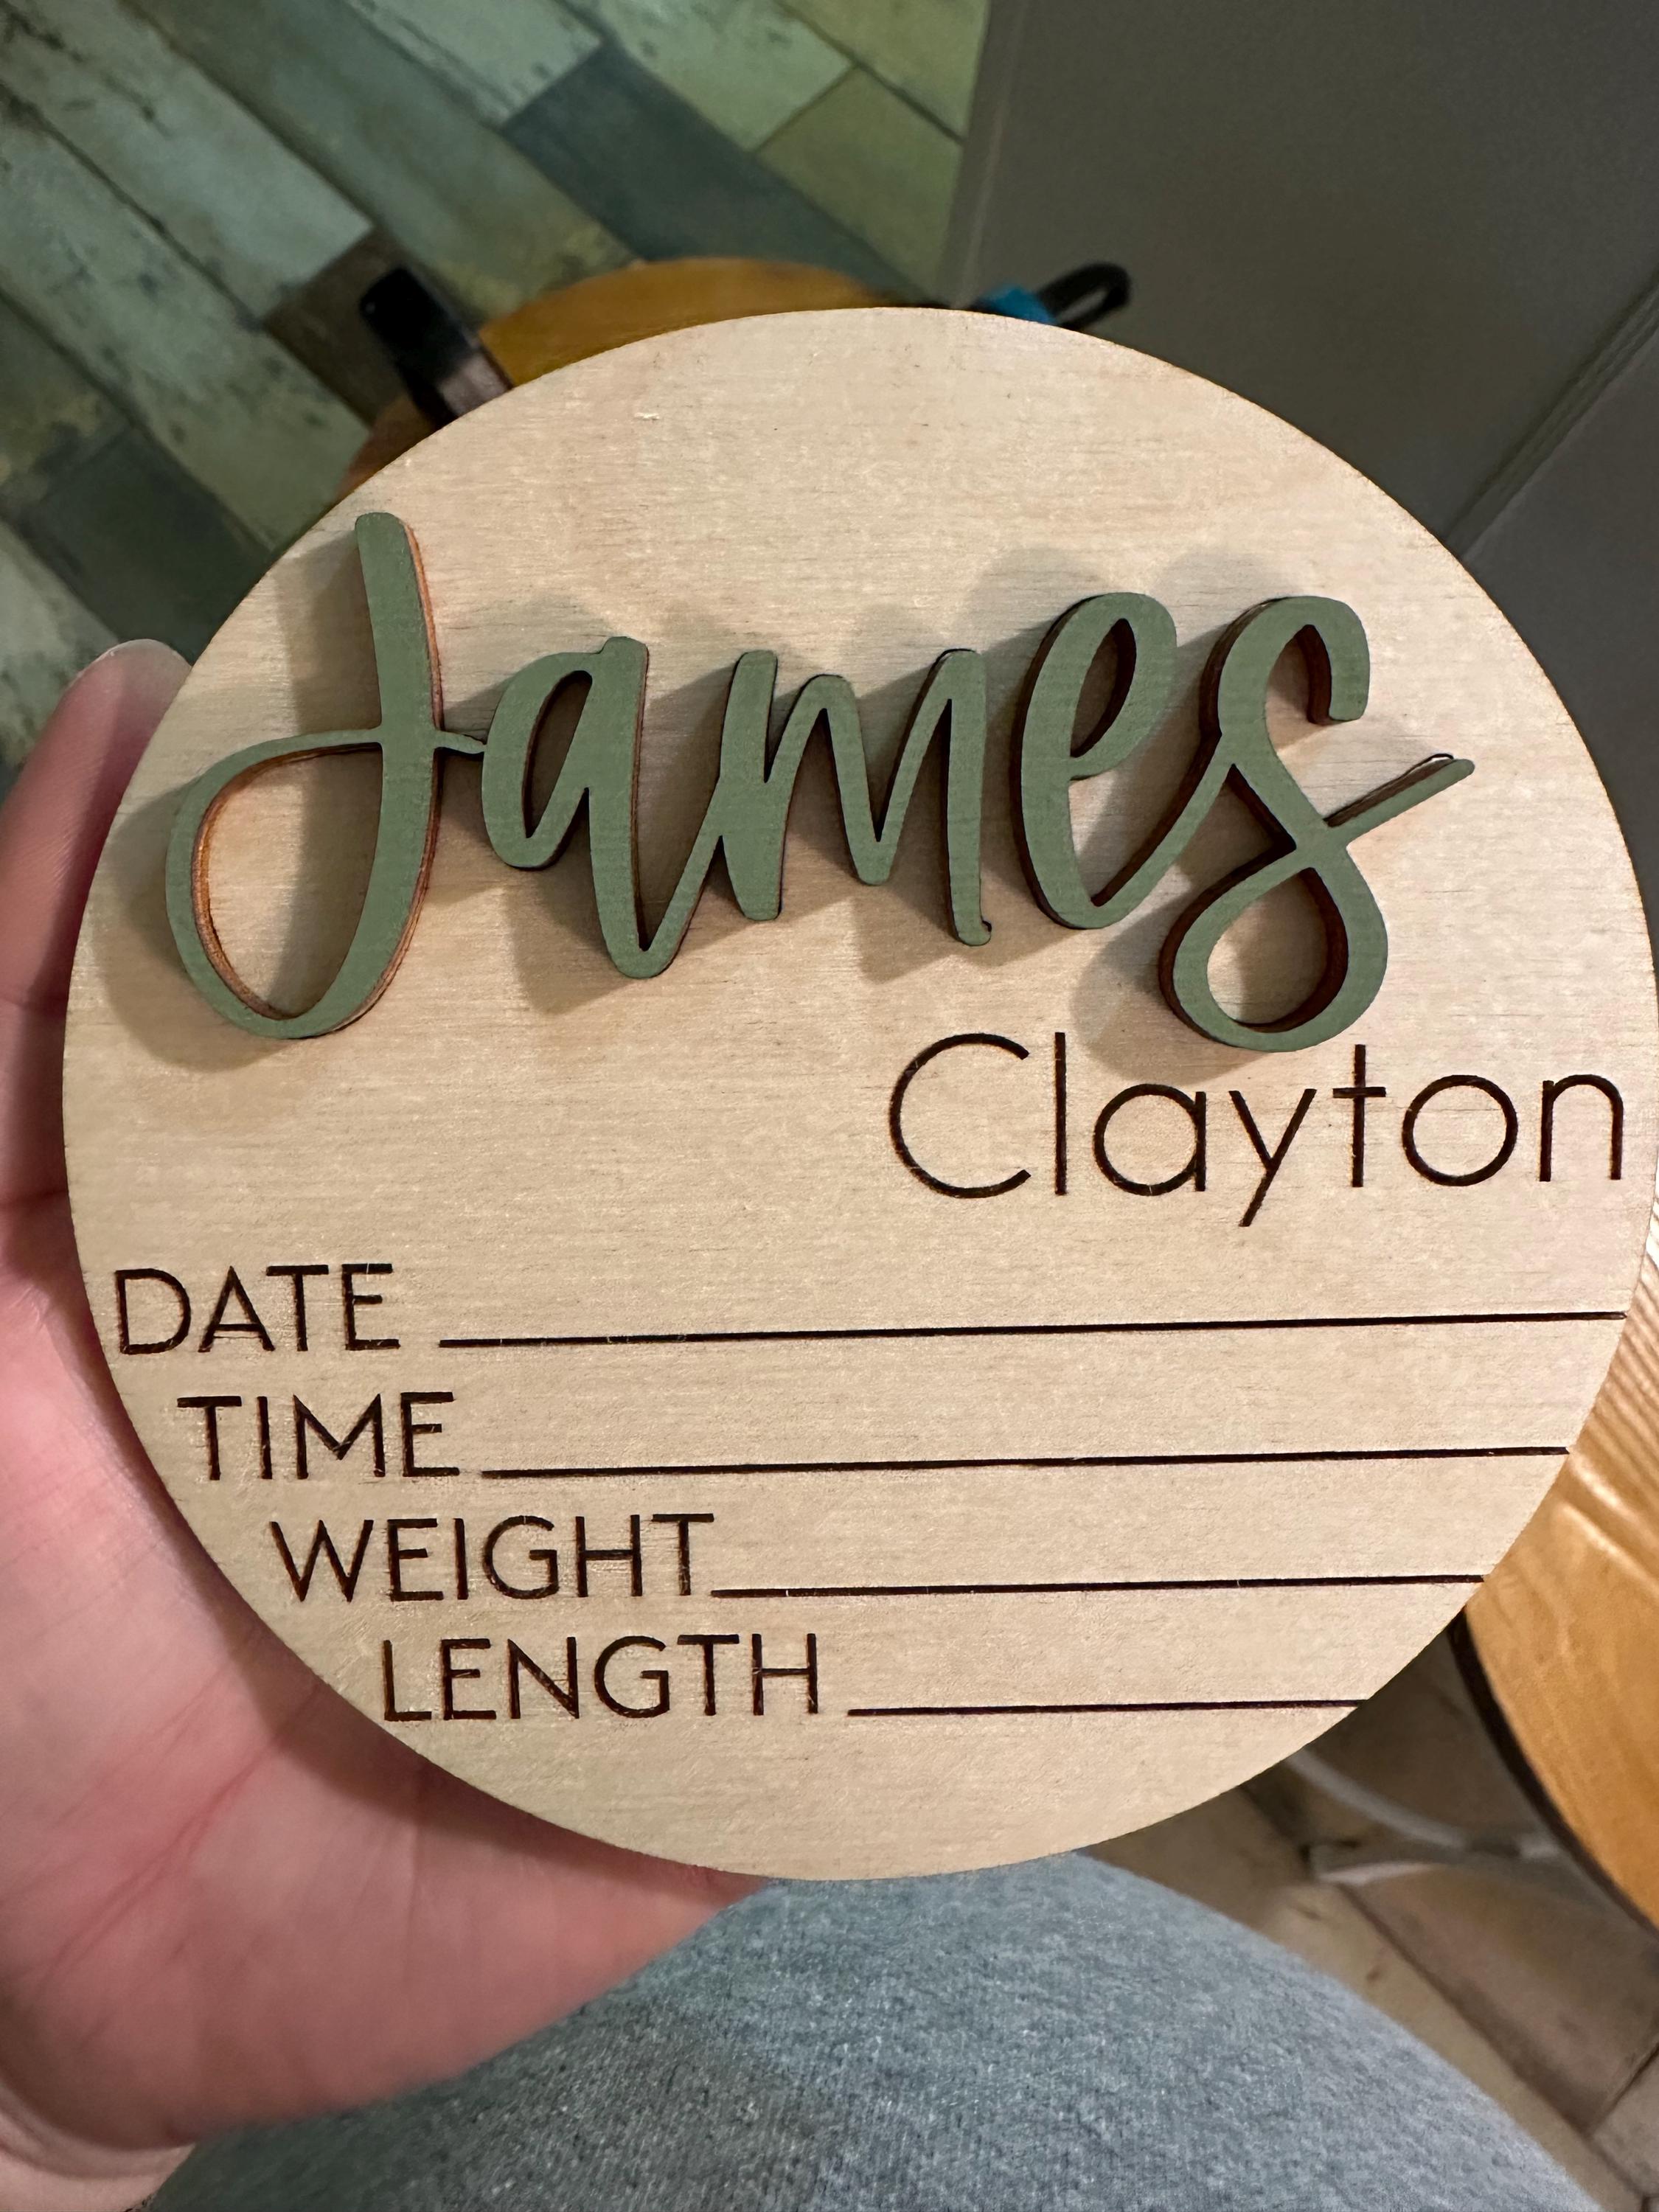 James
Clayton
DATE
TIME
WEIGHT
LENGTH